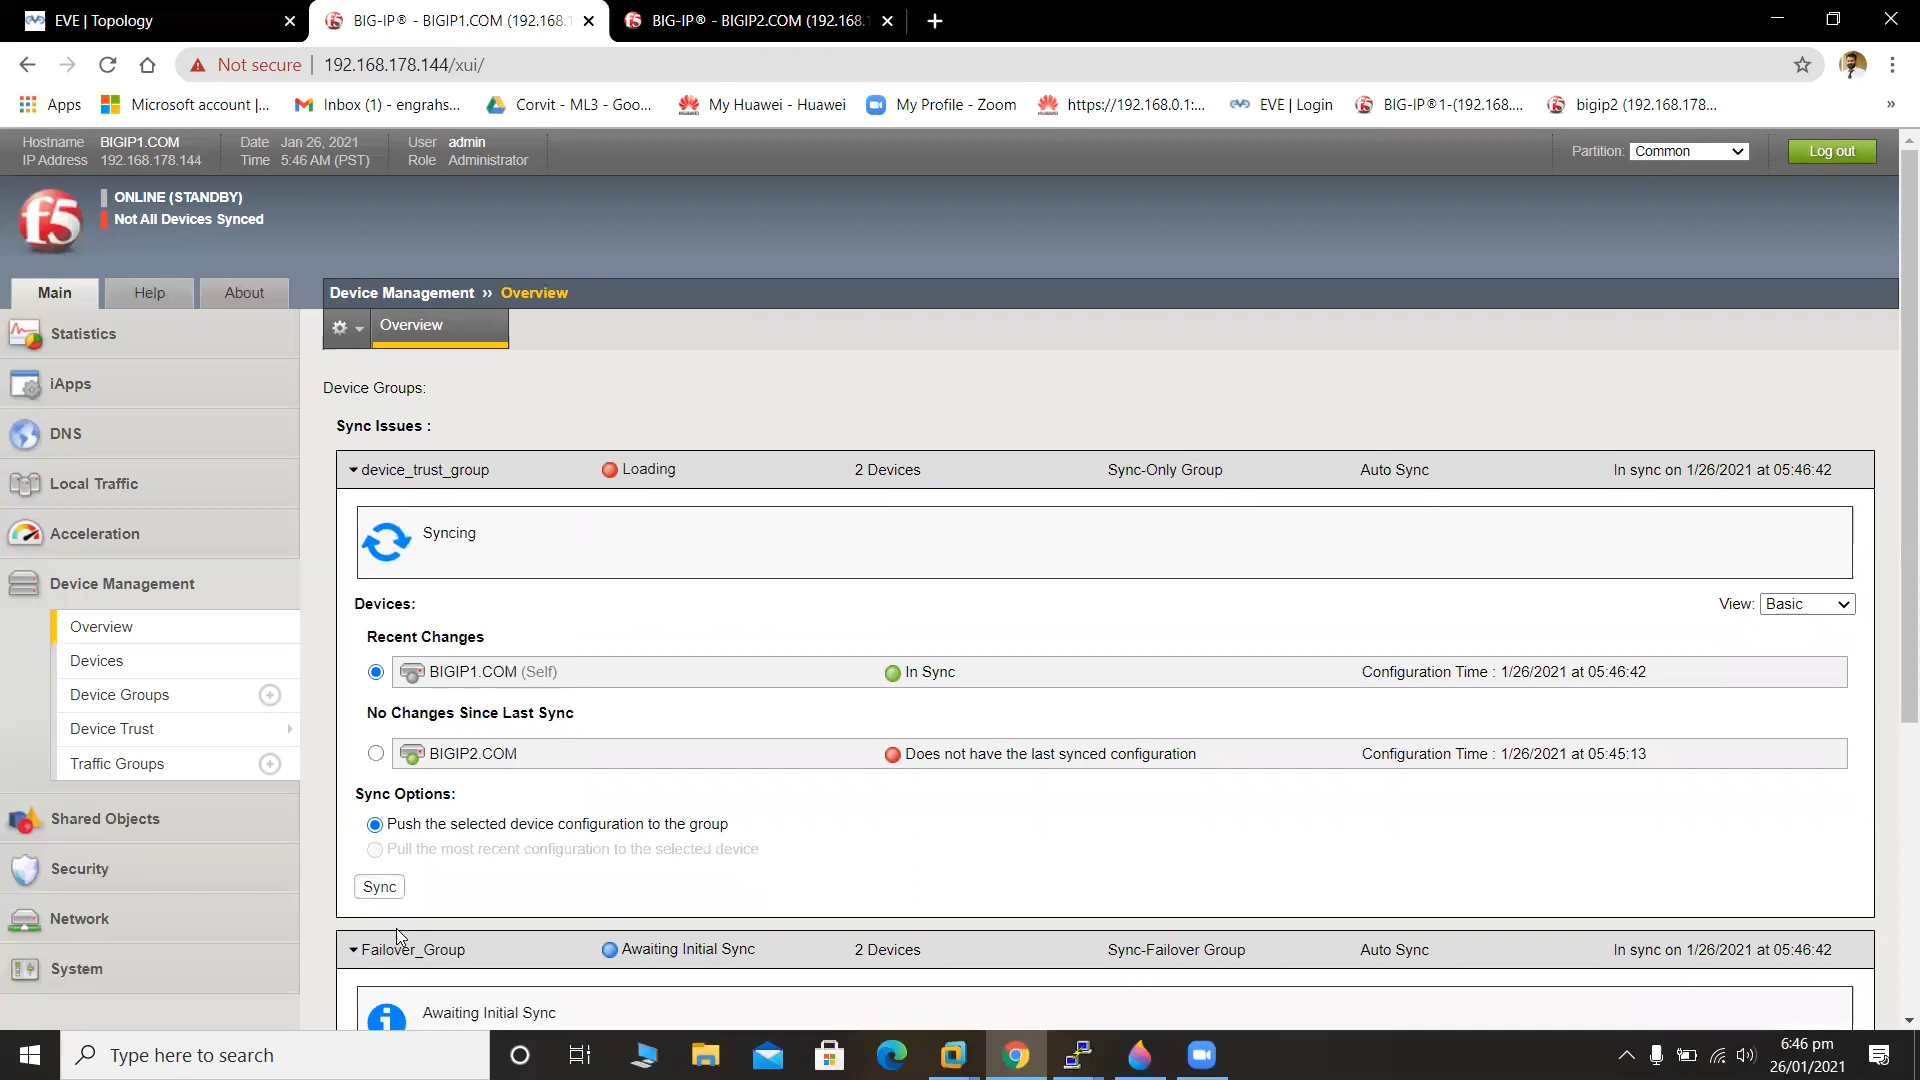 EVE | Topology
BIG-IP® - BIGIP1.COM (192.168.
BIG-IP® - BIGIP2.COM (192.168.
Not secure
192.168.178.144/xui/
Apps
Microsoft account |...
Inbox (1) - engrahs...
Corvit - ML3 - Goo...
My Huawei - Huawei
My Profile - Zoom
https://192.168.0.1:...
EVE | Login
BIG-IP®1-(192.168....
bigip2 (192.168.178...
»
Hostname BIGIP1.COM
IP Address 192.168.178.144
Date Jan 26, 2021
Time 5:46 AM (PST)
User admin
Role Administrator
Partition: Common
Log out
f5
ONLINE (STANDBY)
Not All Devices Synced
Main
Help
About
Device Management ›› Overview
Overview
Statistics
iApps
DNS
Local Traffic
Acceleration
Device Management
Overview
Devices
Device Groups
Device Trust
Traffic Groups
Shared Objects
Security
Network
System
Device Groups:
Sync Issues :
device_trust_group Loading 2 Devices Sync-Only Group Auto Sync In sync on 1/26/2021 at 05:46:42
Syncing
Devices:
View: Basic
Recent Changes
BIGIP1.COM (Self) In Sync Configuration Time : 1/26/2021 at 05:46:42
No Changes Since Last Sync
BIGIP2.COM Does not have the last synced configuration Configuration Time : 1/26/2021 at 05:45:13
Sync Options:
Push the selected device configuration to the group
Pull the most recent configuration to the selected device
Sync
Failover_Group Awaiting Initial Sync 2 Devices Sync-Failover Group Auto Sync In sync on 1/26/2021 at 05:46:42
Awaiting Initial Sync
Type here to search
6:46 pm
26/01/2021